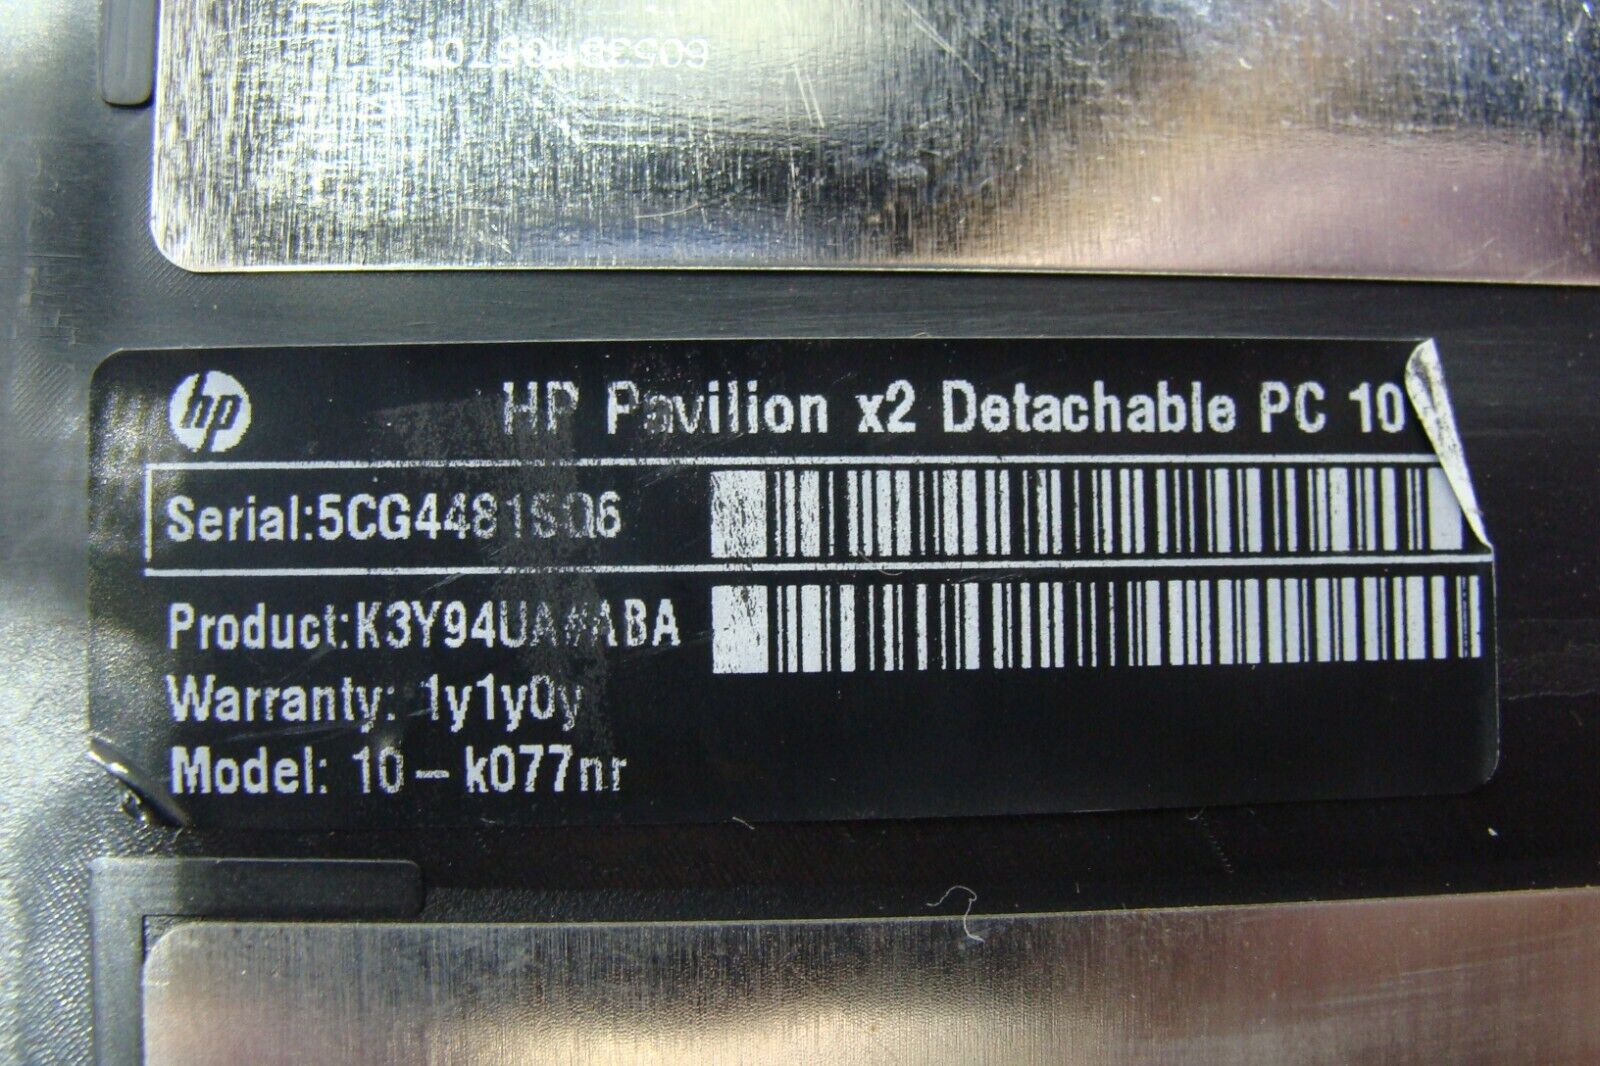 hp
HP Pavilion x2 Detachable PC 10
Serial:5CG4481SQ6
Product:K3Y94UA#ABA
Warranty: 1y1y0y
Model: 10-k077nr